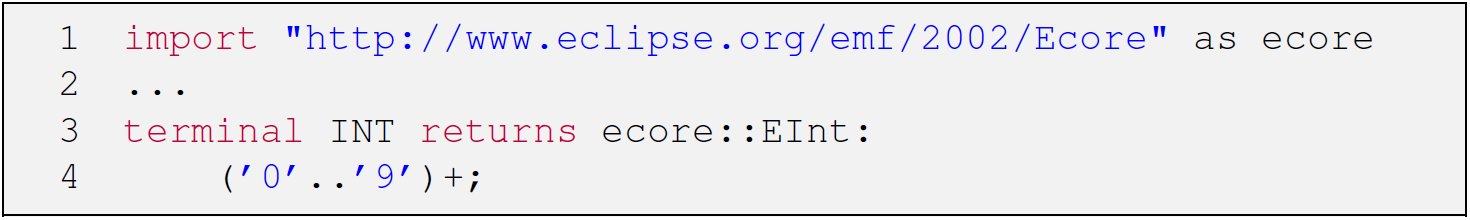 1 import "http://www.eclipse.org/emf/2002/Ecore" as ecore
2 ...
3 terminal INT returns ecore::EInt:
4 (’0’..’9’)+;